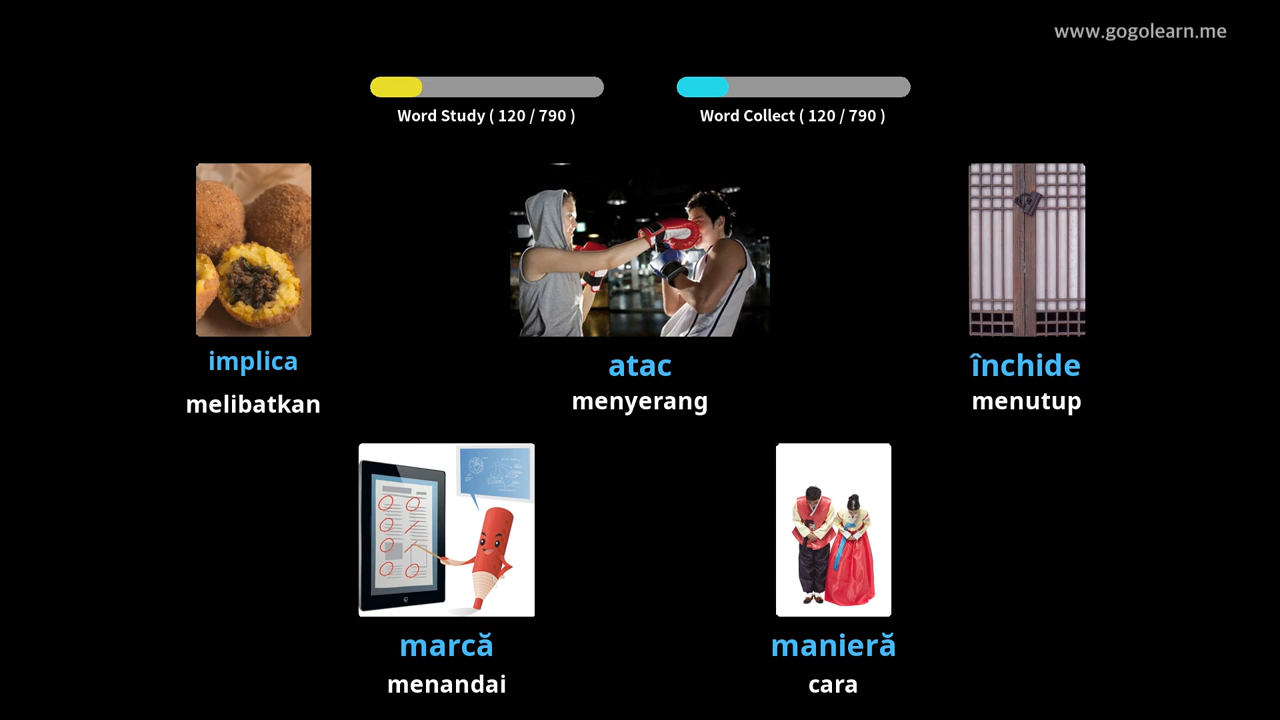 www.gogolearn.me
Word Study ( 120 / 790 )
Word Collect ( 120 / 790 )
implica
melibatkan
atac
menyerang
închide
menutup
marcă
menandai
manieră
cara